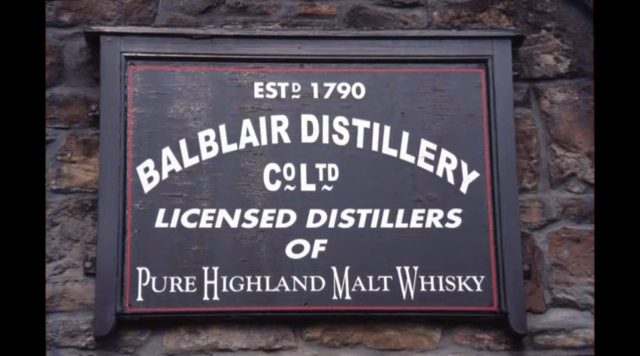 ESTD 1790
BALBLAIR DISTILLERY
CO LTD
LICENSED DISTILLERS
OF
PURE HIGHLAND MALT WHISKY